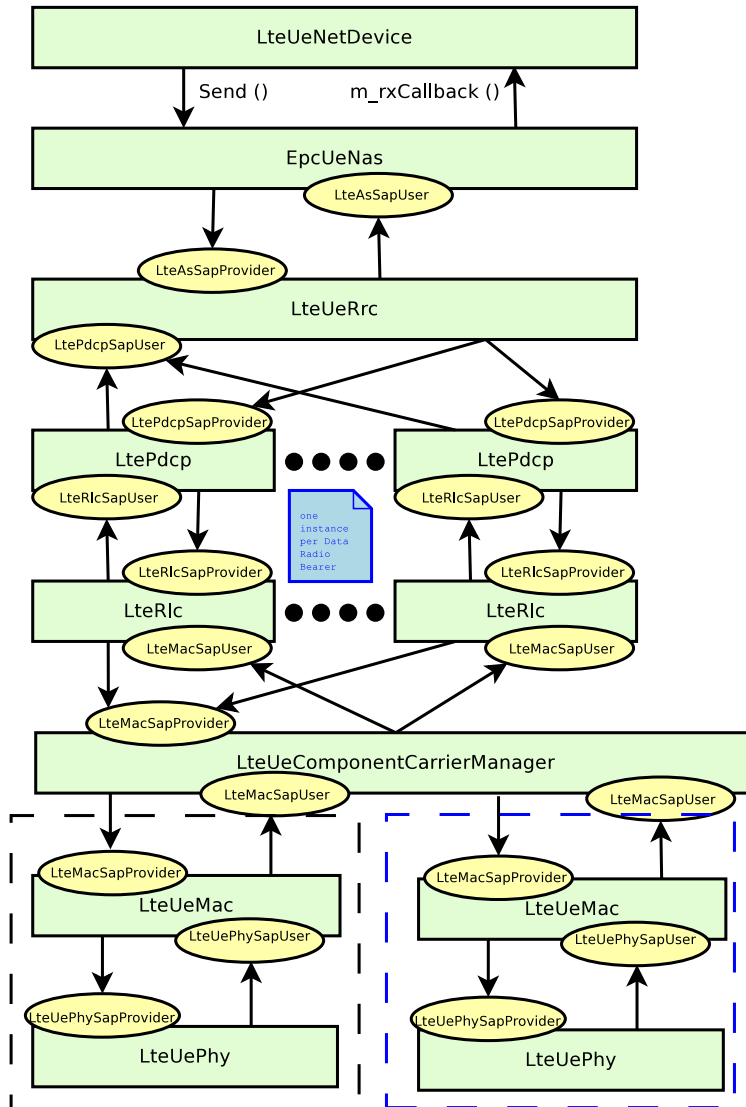 LteUeNetDevice
Send ()
m_rxCallback ()
EpcUeNas
LteAsSapUser
LteAsSapProvider
LteUeRrc
LtePdcpSapUser
LtePdcpSapProvider
LtePdcpSapProvider
LtePdcp
LtePdcp
LteRlcSapUser
LteRlcSapUser
one
instance
per Data
Radio
Bearer
LteRlcSapProvider
LteRlcSapProvider
LteRlc
LteRlc
LteMacSapUser
LteMacSapUser
LteMacSapProvider
LteUeComponentCarrierManager
LteMacSapUser
LteMacSapUser
LteMacSapProvider
LteMacSapProvider
LteUeMac
LteUeMac
LteUePhySapUser
LteUePhySapUser
LteUePhySapProvider
LteUePhySapProvider
LteUePhy
LteUePhy